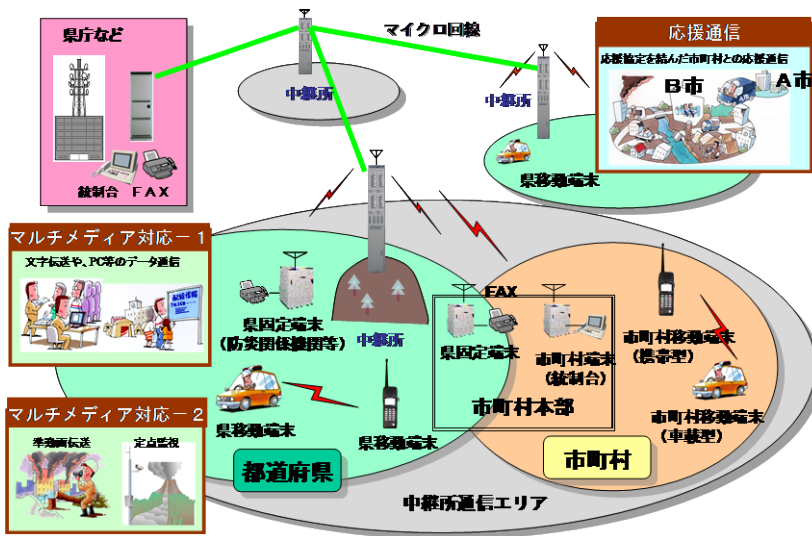 県庁など
統制台 FAX
マイクロ回線
中継所
中継所
県移動端末
応援通信
応援協定を結んだ市町村との応援通信
B市
A市
マルチメディア対応－1
文字伝送や、PC等のデータ通信
県固定端末
（防災関係機関等）
中継所
FAX
県固定端末
市町村端末
（統制台）
市町村本部
市町村移動端末
（携帯型）
市町村移動端末
（車載型）
県移動端末
県移動端末
マルチメディア対応－2
準動画伝送
定点監視
都道府県
市町村
中継所通信エリア